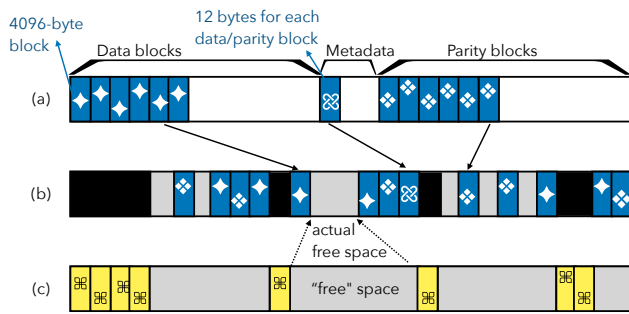 4096-byte
block
12 bytes for each
data/parity block
Data blocks
Metadata
Parity blocks
(a)
(b)
actual
free space
(c)
"free" space